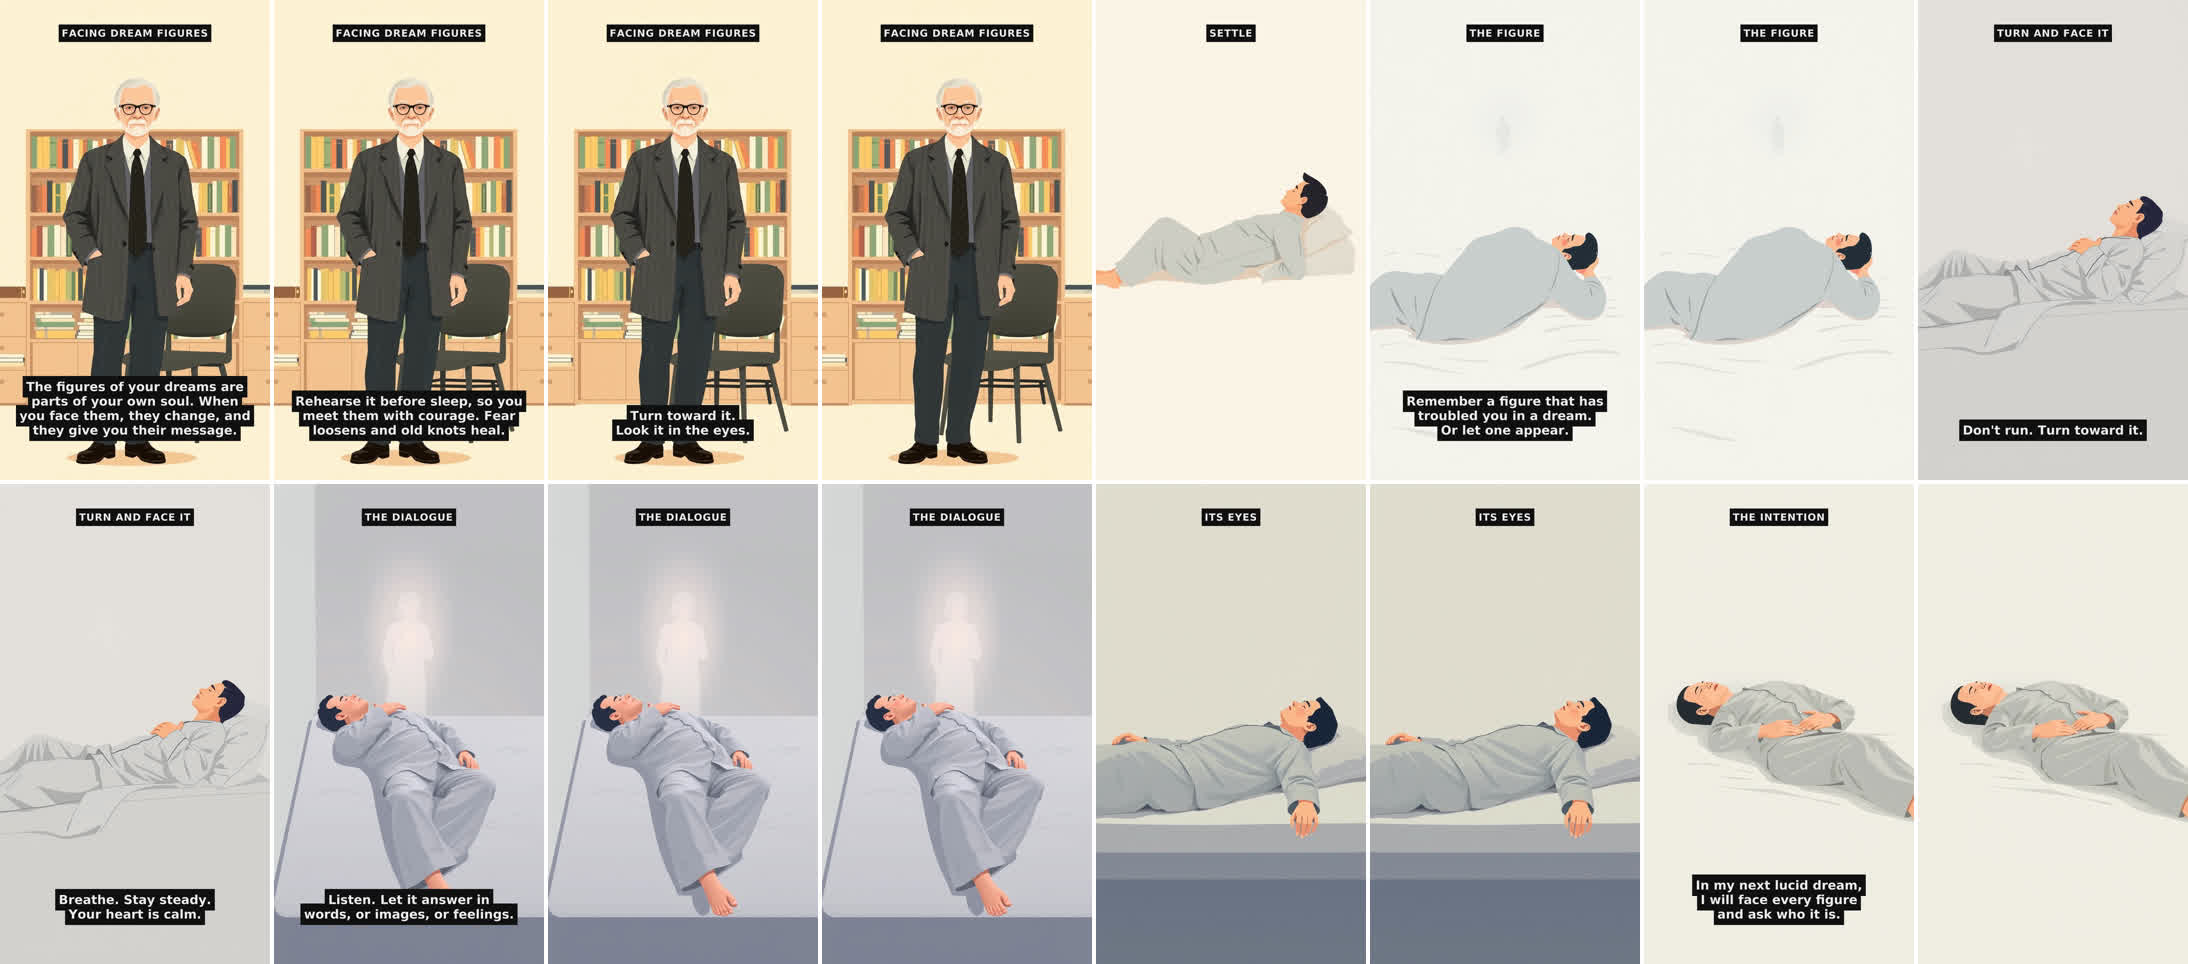 FACING DREAM FIGURES
The figures of your dreams are
parts of your own soul. When
you face them, they change, and
they give you their message.
FACING DREAM FIGURES
Rehearse it before sleep, so you
meet them with courage. Fear
loosens and old knots heal.
FACING DREAM FIGURES
Turn toward it.
Look it in the eyes.
FACING DREAM FIGURES
SETTLE
THE FIGURE
Remember a figure that has
troubled you in a dream.
Or let one appear.
THE FIGURE
TURN AND FACE IT
Don't run. Turn toward it.
TURN AND FACE IT
Breathe. Stay steady.
Your heart is calm.
THE DIALOGUE
Listen. Let it answer in
words, or images, or feelings.
THE DIALOGUE
THE DIALOGUE
ITS EYES
ITS EYES
THE INTENTION
In my next lucid dream,
I will face every figure
and ask who it is.